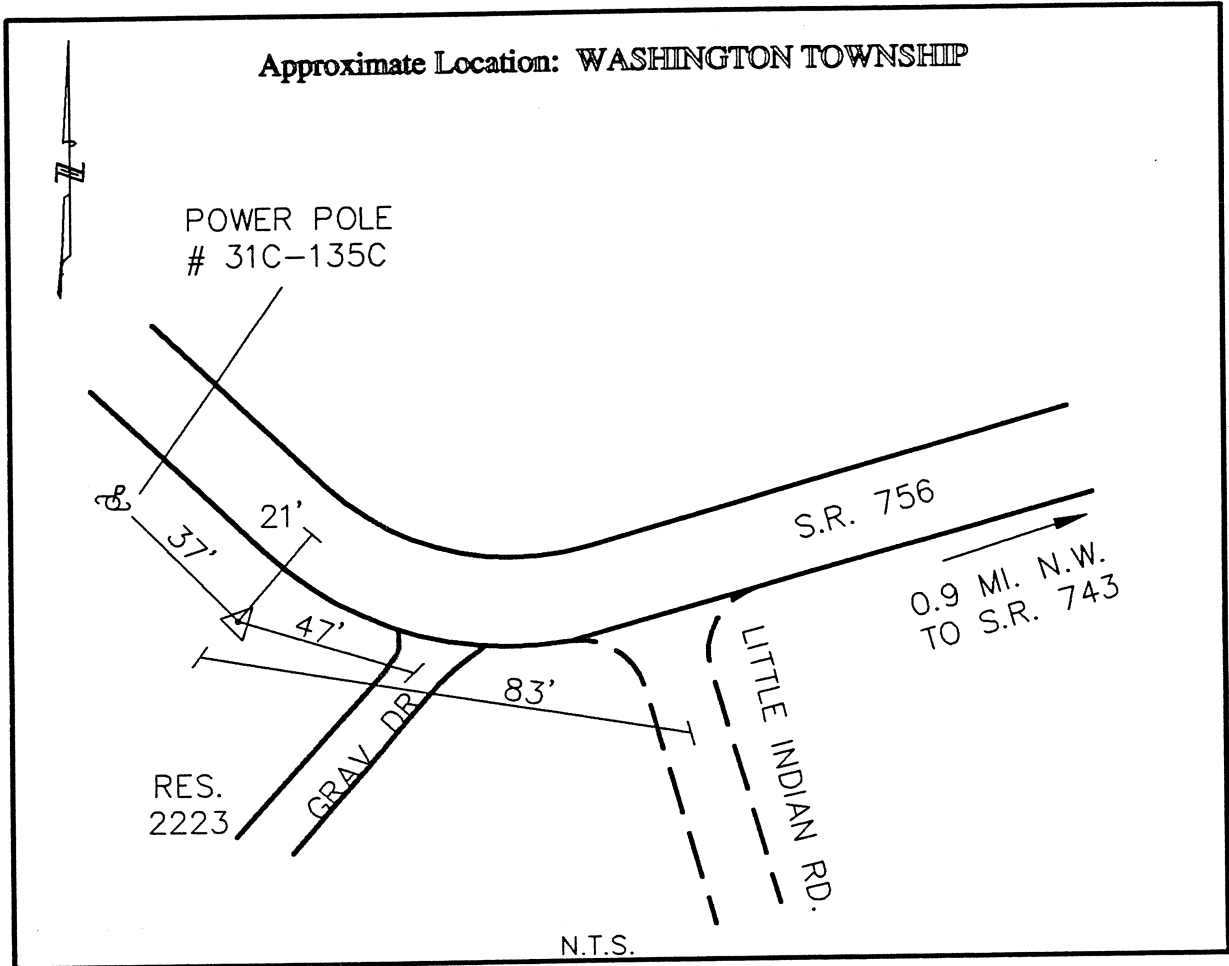 Approximate Location: WASHINGTON TOWNSHIP
N
POWER POLE
# 31C-135C
21'
37'
47'
83'
S.R. 756
0.9 MI. N.W.
TO S.R. 743
LITTLE INDIAN RD.
GRAV. DR
RES.
2223
N.T.S.